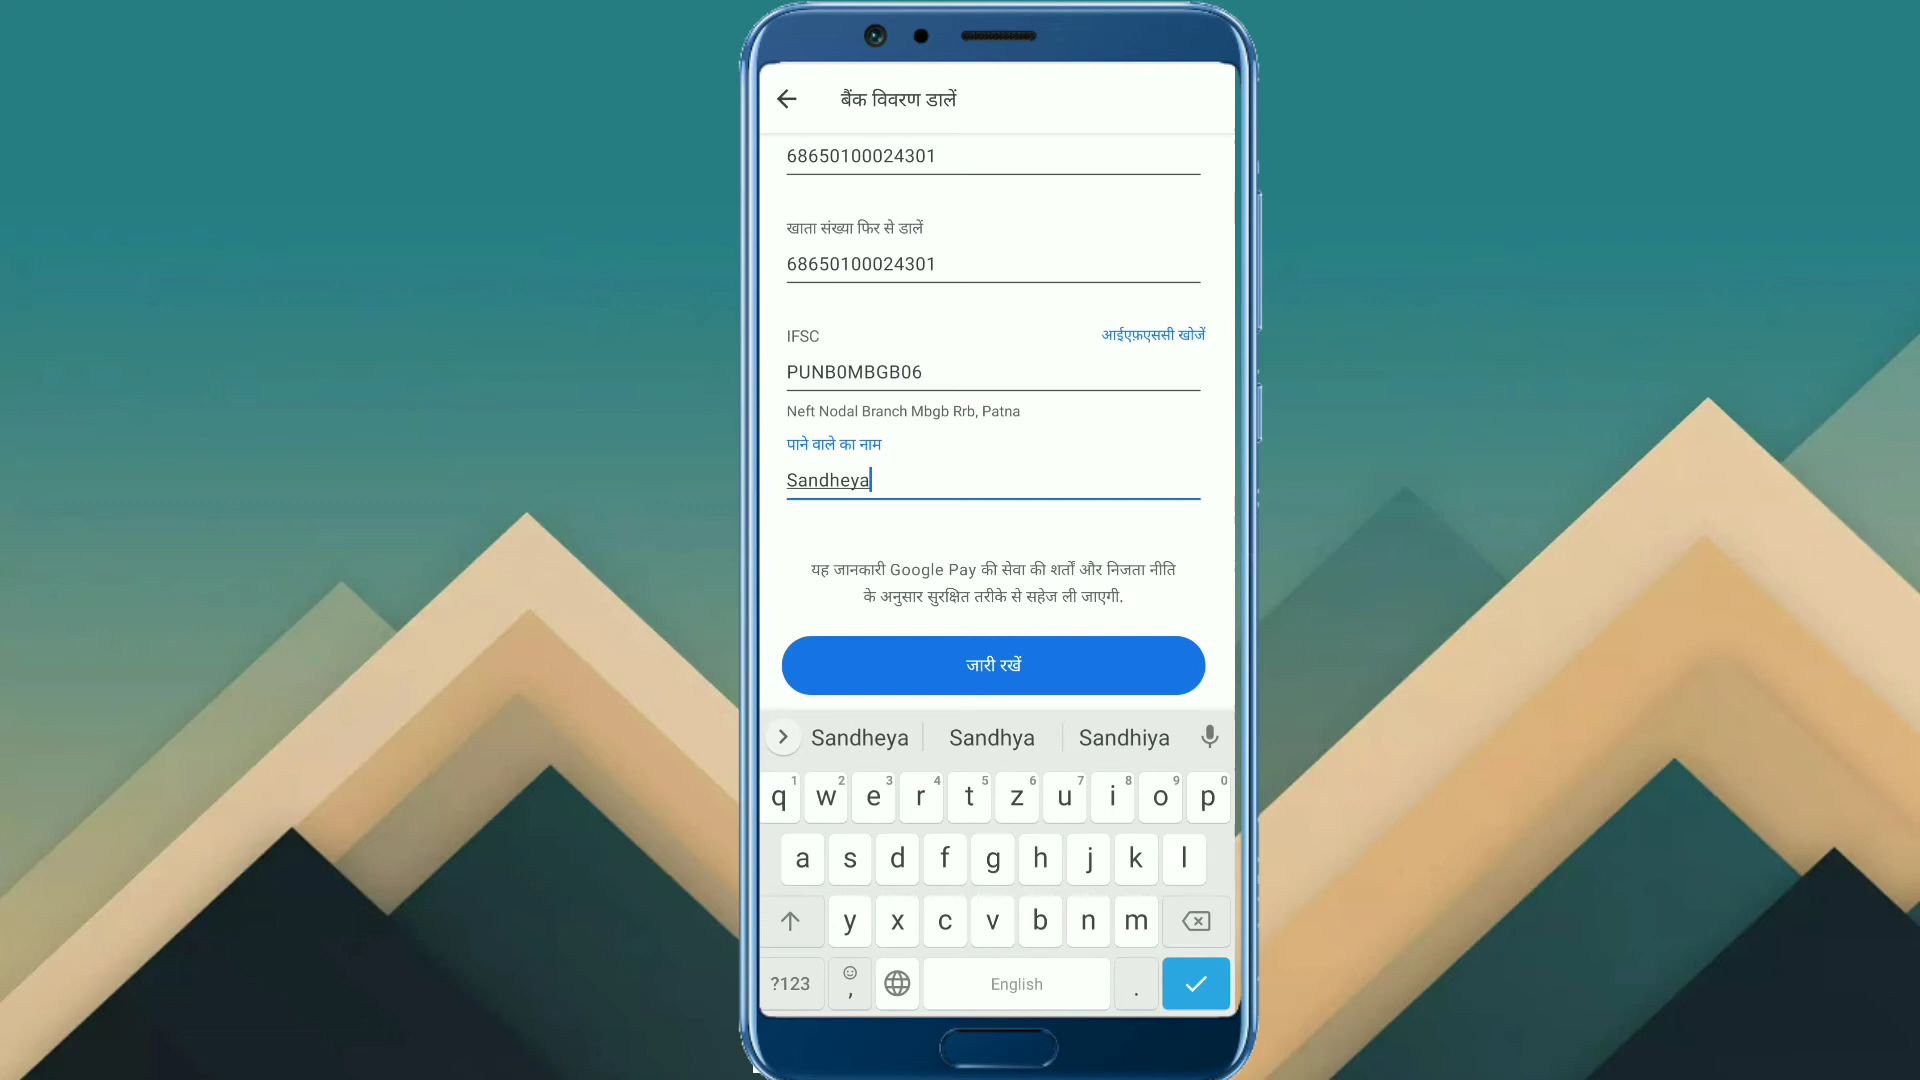 बैंक विवरण डालें
68650100024301
खाता संख्या फिर से डालें
68650100024301
IFSC
आईएफ़एससी खोजें
PUNB0MBGB06
Neft Nodal Branch Mbgb Rrb, Patna
पाने वाले का नाम
Sandheya
यह जानकारी Google Pay की सेवा की शर्तों और निजता नीति
के अनुसार सुरक्षित तरीके से सहेज ली जाएगी.
जारी रखें
Sandheya Sandhya Sandhiya
q 1 w 2 e 3 r 4 t 5 z 6 u 7 i 8 o 9 p 0
a s d f g h j k l
y x c v b n m
?123 , English .